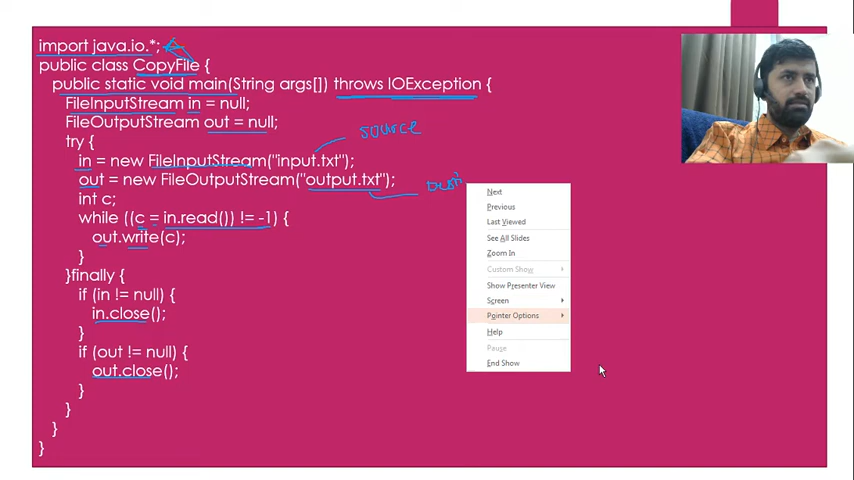 import java.io.*;
public class CopyFile {
public static void main(String args[]) throws IOException {
FileInputStream in = null;
FileOutputStream out = null;
try {
source
in = new FileInputStream("input.txt");
out = new FileOutputStream("output.txt");
int c;
while ((c = in.read()) != -1) {
out.write(c);
}
}finally {
if (in != null) {
in.close();
}
if (out != null) {
out.close();
}
}
}
}
Next
Previous
Last Viewed
See All Slides
Zoom In
Custom Show
Show Presenter View
Screen
Pointer Options
Help
Pause
End Show